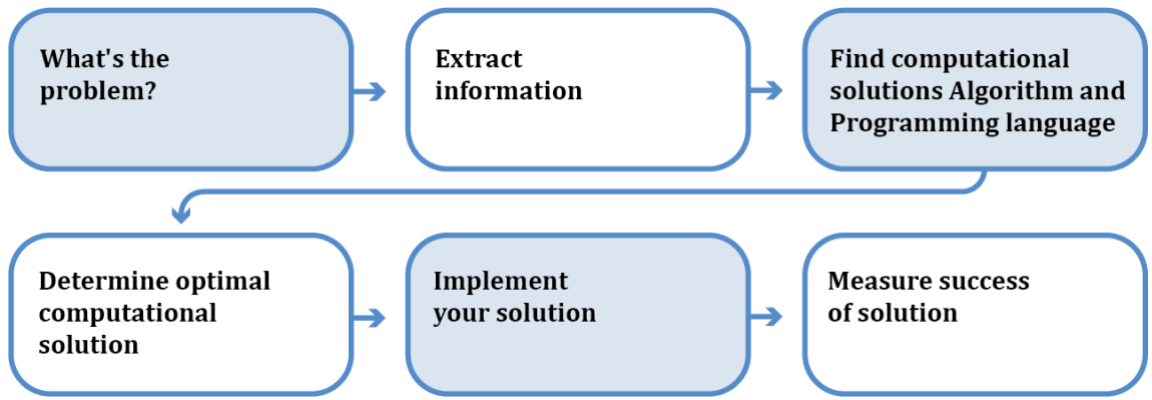 What's the
problem?
Extract
information
Find computational
solutions Algorithm and
Programming language
Determine optimal
computational
solution
Implement
your solution
Measure success
of solution